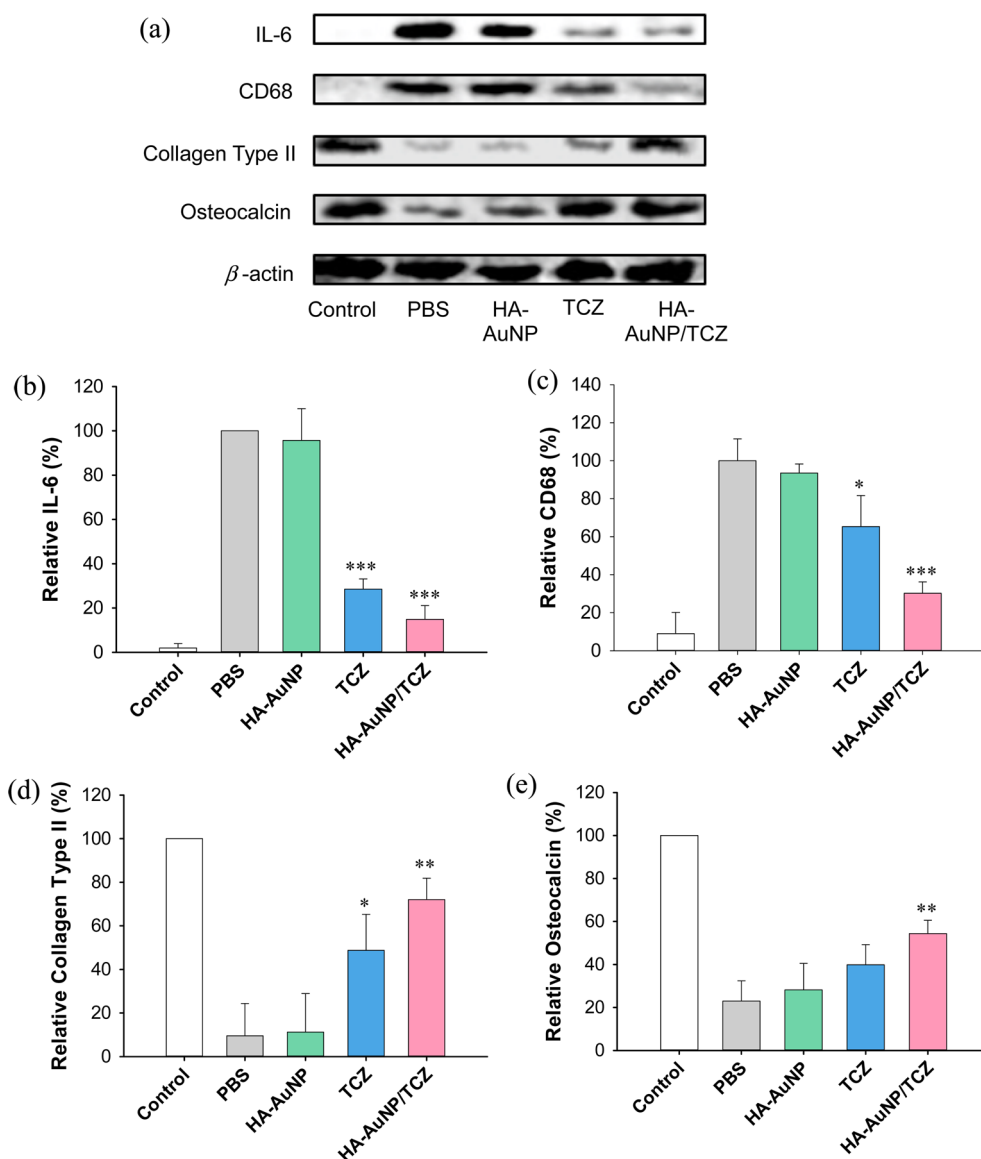 (a)
IL-6
CD68
Collagen Type II
Osteocalcin
β-actin
Control PBS HA-AuNP TCZ HA-AuNP/TCZ
(b)
Relative IL-6 (%)
120
100
80
60
40
20
0
***
***
Control
PBS
HA-AuNP
TCZ
HA-AuNP/TCZ
(c)
Relative CD68 (%)
140
120
100
80
60
40
20
0
*
***
Control
PBS
HA-AuNP
TCZ
HA-AuNP/TCZ
(d)
Relative Collagen Type II (%)
120
100
80
60
40
20
0
*
**
Control
PBS
HA-AuNP
TCZ
HA-AuNP/TCZ
(e)
Relative Osteocalcin (%)
120
100
80
60
40
20
0
**
Control
PBS
HA-AuNP
TCZ
HA-AuNP/TCZ